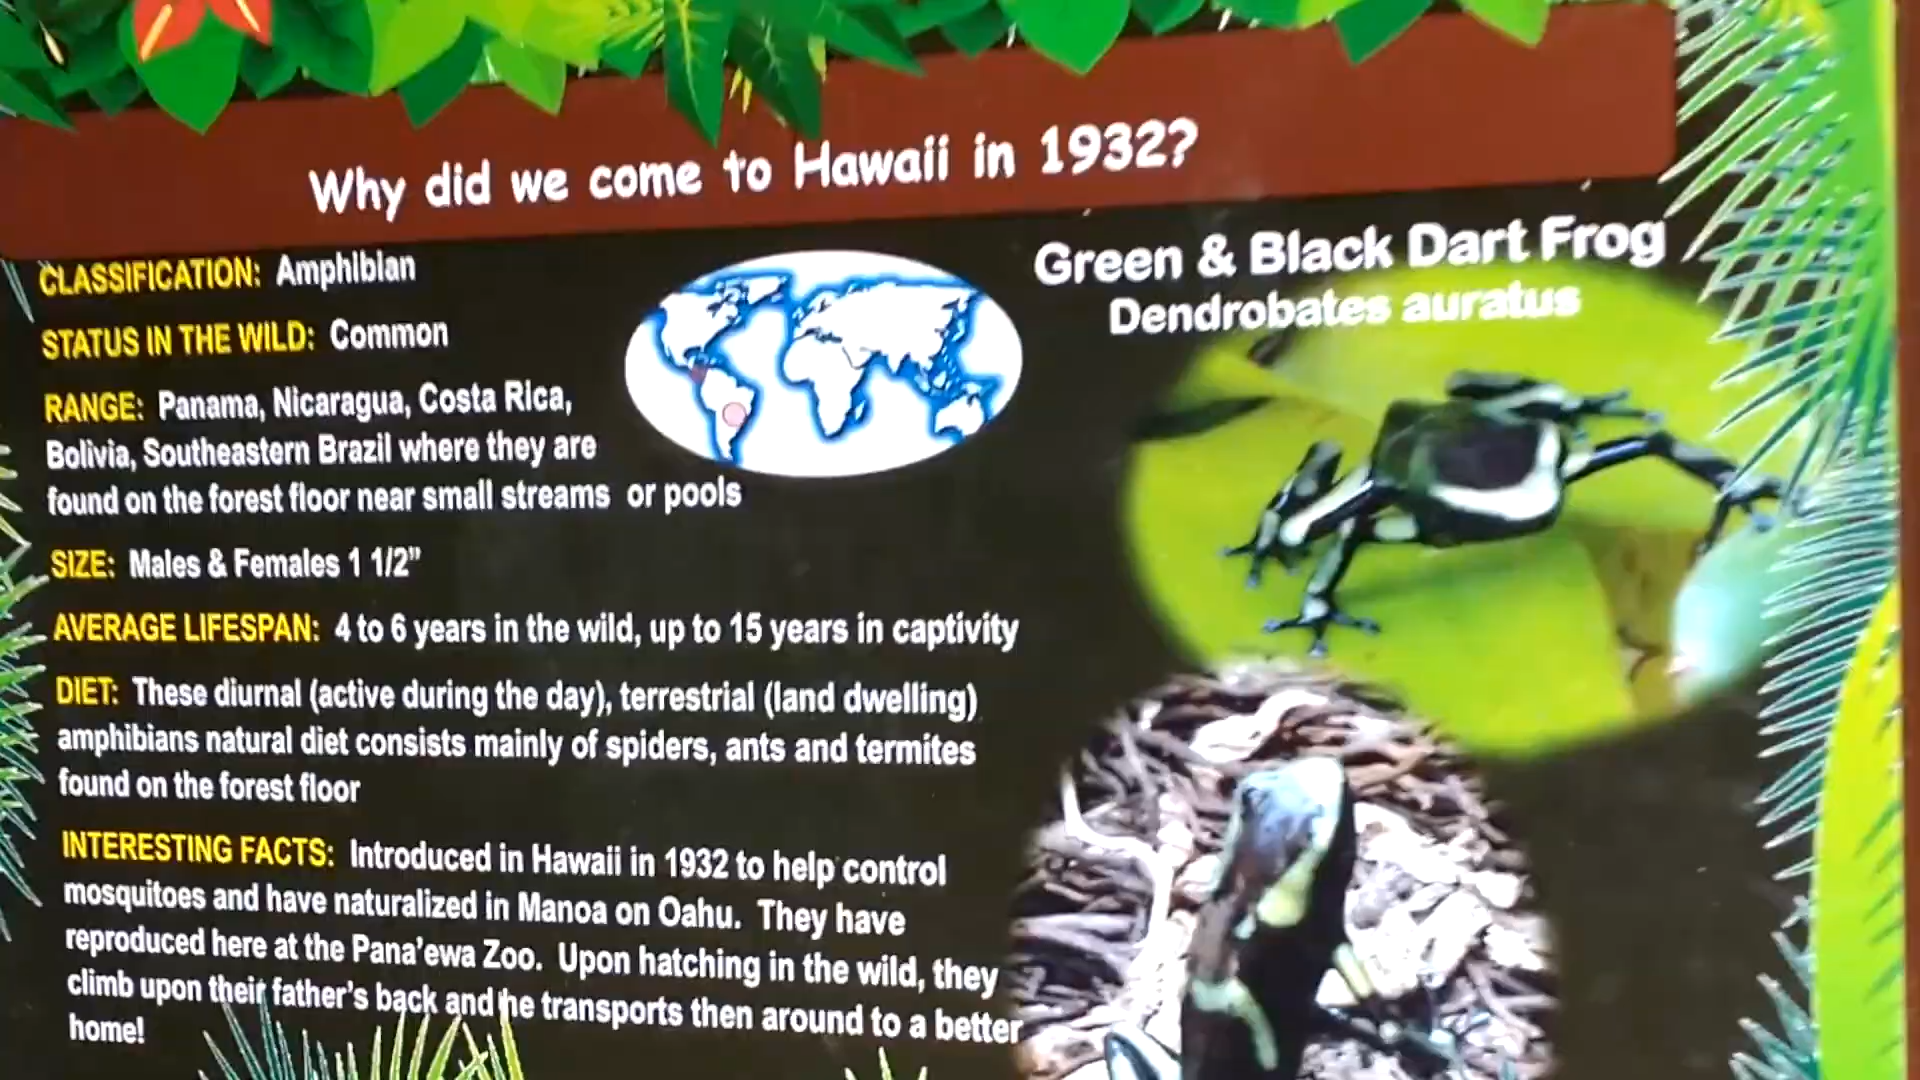 Why did we come to Hawaii in 1932?
Green & Black Dart Frog
Dendrobates auratus
CLASSIFICATION: Amphibian
STATUS IN THE WILD: Common
RANGE: Panama, Nicaragua, Costa Rica,
Bolivia, Southeastern Brazil where they are
found on the forest floor near small streams or pools
SIZE: Males & Females 1 1/2”
AVERAGE LIFESPAN: 4 to 6 years in the wild, up to 15 years in captivity
DIET: These diurnal (active during the day), terrestrial (land dwelling)
amphibians natural diet consists mainly of spiders, ants and termites
found on the forest floor
INTERESTING FACTS: Introduced in Hawaii in 1932 to help control
mosquitoes and have naturalized in Manoa on Oahu. They have
reproduced here at the Pana’ewa Zoo. Upon hatching in the wild, they
climb upon their father’s back and he transports then around to a better
home!